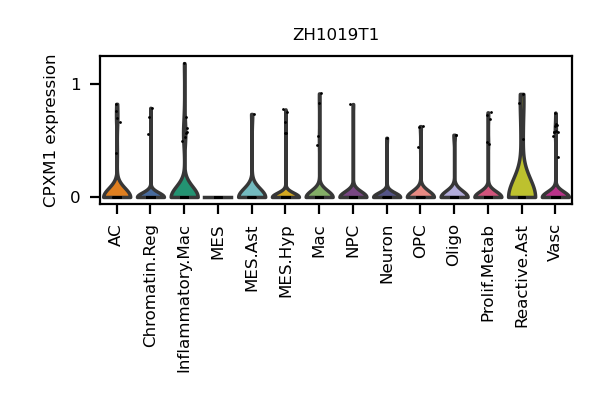 ZH1019T1
CPXM1 expression
1
0
AC
Chromatin.Reg
Inflammatory.Mac
MES
MES.Ast
MES.Hyp
Mac
NPC
Neuron
OPC
Oligo
Prolif.Metab
Reactive.Ast
Vasc